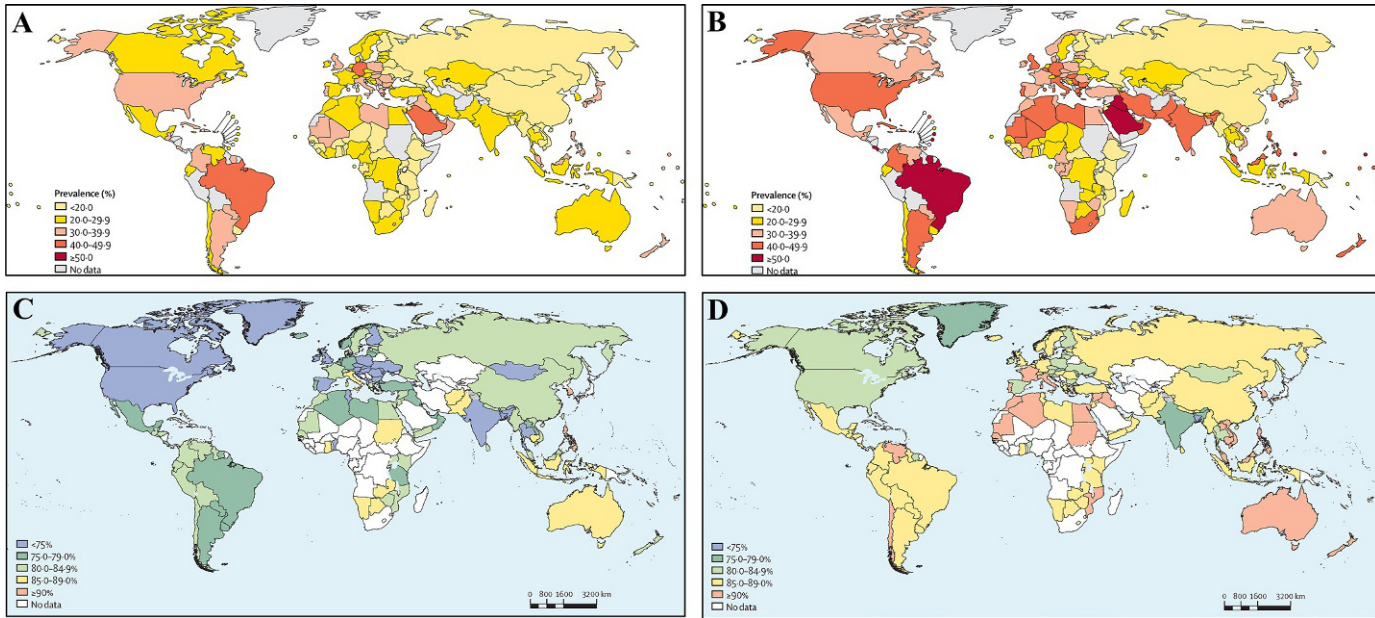 A
Prevalence (%)
<20·0
20·0–29·9
30·0–39·9
40·0–49·9
≥50·0
No data
B
Prevalence (%)
<20·0
20·0–29·9
30·0–39·9
40·0–49·9
≥50·0
No data
C
<75%
75·0–79·0%
80·0–84·9%
85·0–89·0%
≥90%
No data
0 800 1600 3200 km
D
<75%
75·0–79·0%
80·0–84·9%
85·0–89·0%
≥90%
No data
0 800 1600 3200 km